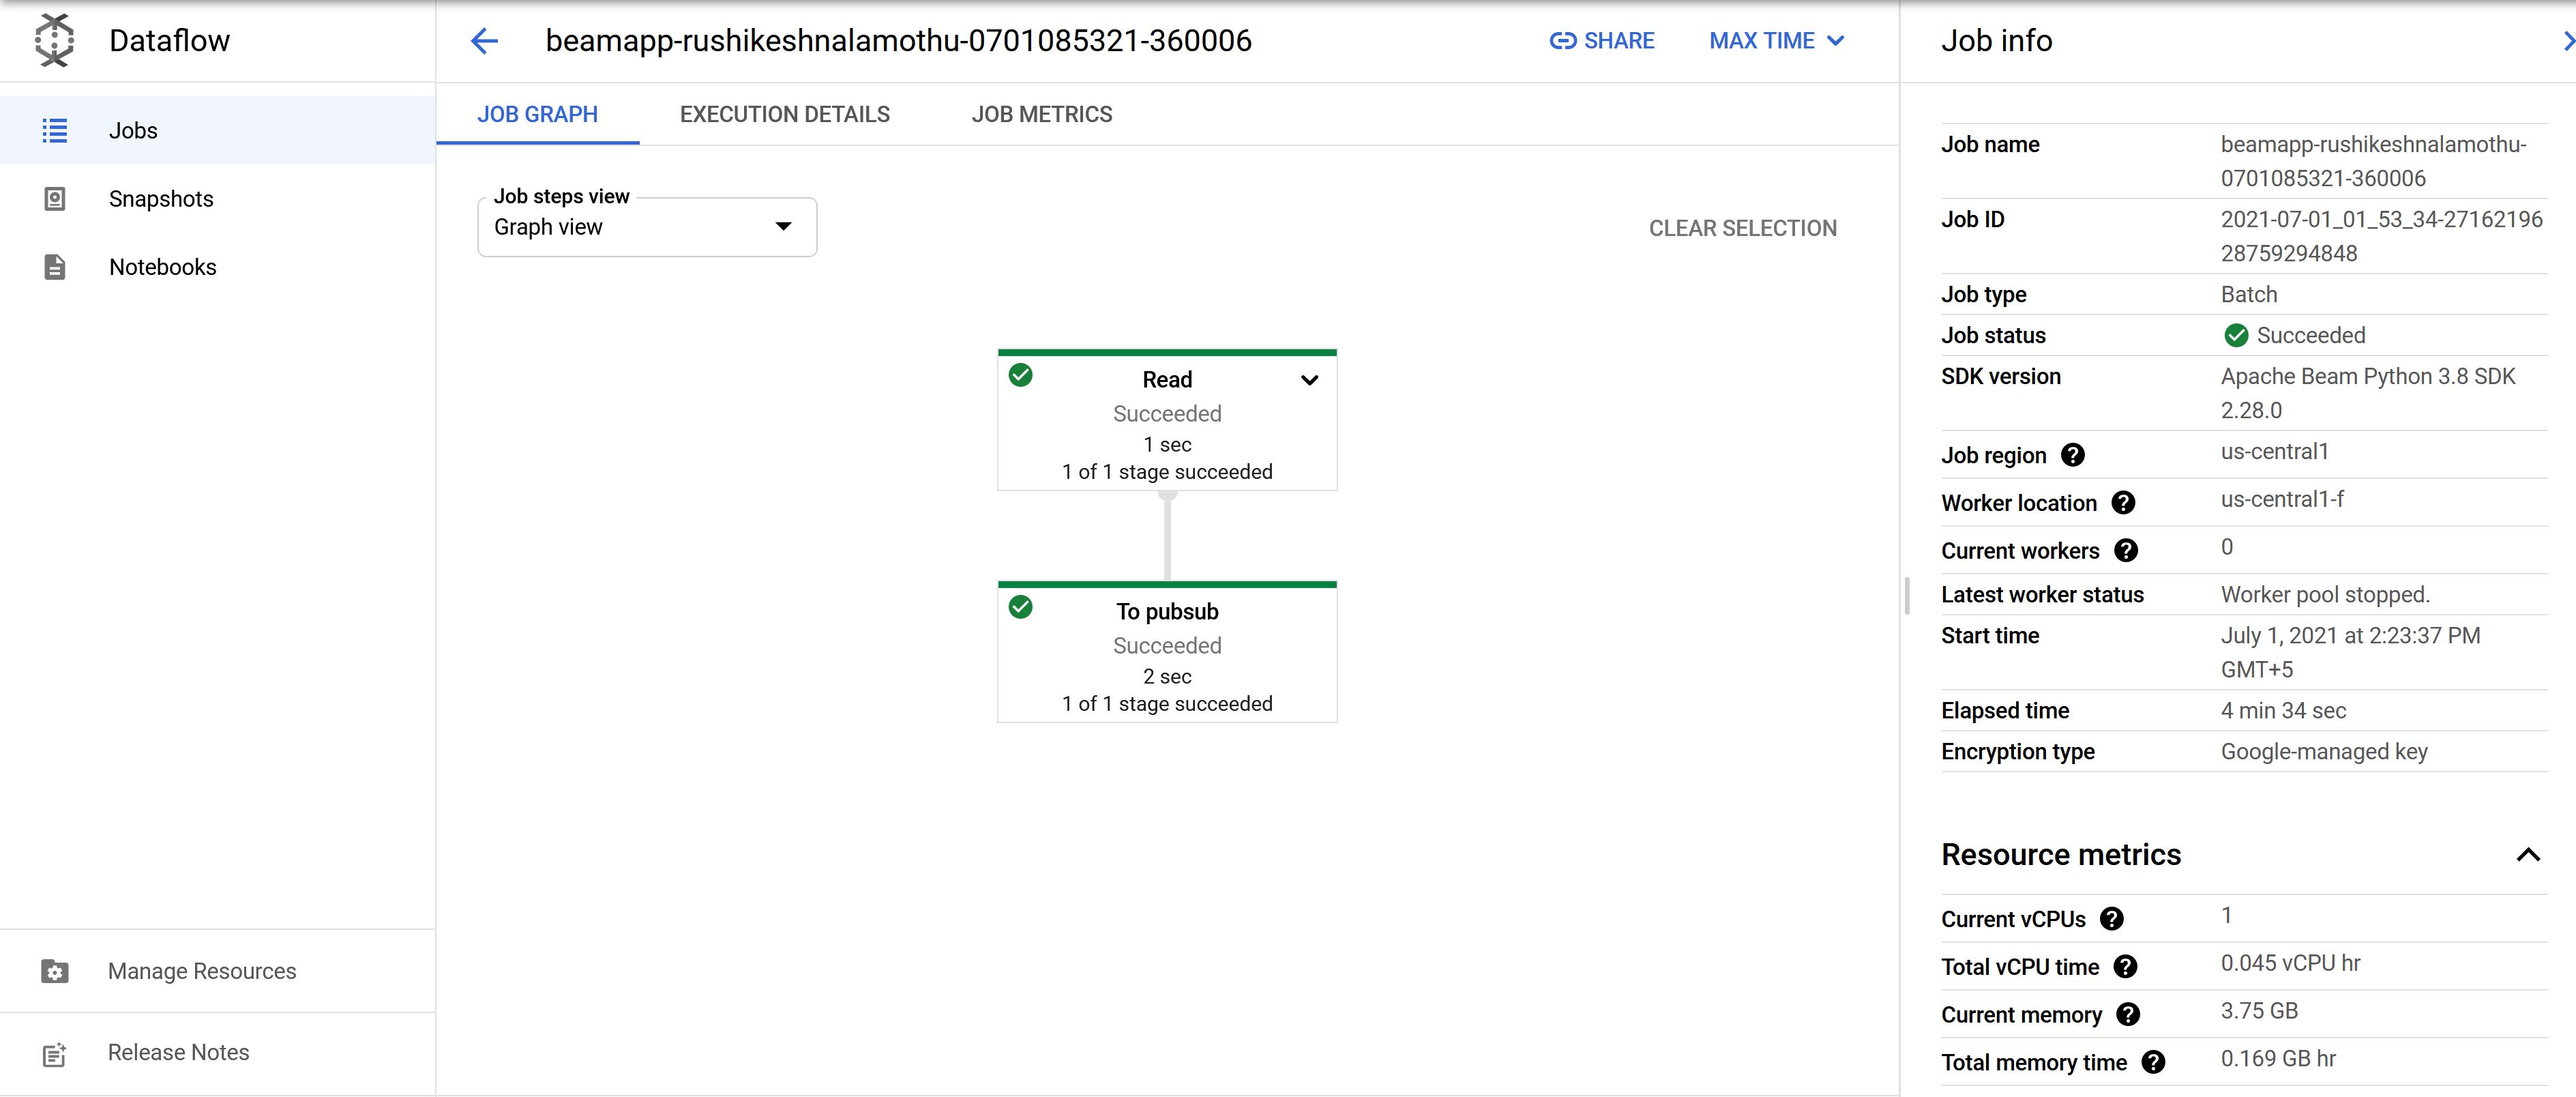 Dataflow
Jobs
Snapshots
Notebooks
Manage Resources
Release Notes
beamapp-rushikeshnalamothu-0701085321-360006
SHARE
MAX TIME
JOB GRAPH
EXECUTION DETAILS
JOB METRICS
Job steps view
Graph view
CLEAR SELECTION
Read
Succeeded
1 sec
1 of 1 stage succeeded
To pubsub
Succeeded
2 sec
1 of 1 stage succeeded
Job info
Job name
beamapp-rushikeshnalamothu-
0701085321-360006
Job ID
2021-07-01_01_53_34-27162196
28759294848
Job type
Batch
Job status
Succeeded
SDK version
Apache Beam Python 3.8 SDK
2.28.0
Job region
us-central1
Worker location
us-central1-f
Current workers
0
Latest worker status
Worker pool stopped.
Start time
July 1, 2021 at 2:23:37 PM
GMT+5
Elapsed time
4 min 34 sec
Encryption type
Google-managed key
Resource metrics
Current vCPUs
1
Total vCPU time
0.045 vCPU hr
Current memory
3.75 GB
Total memory time
0.169 GB hr